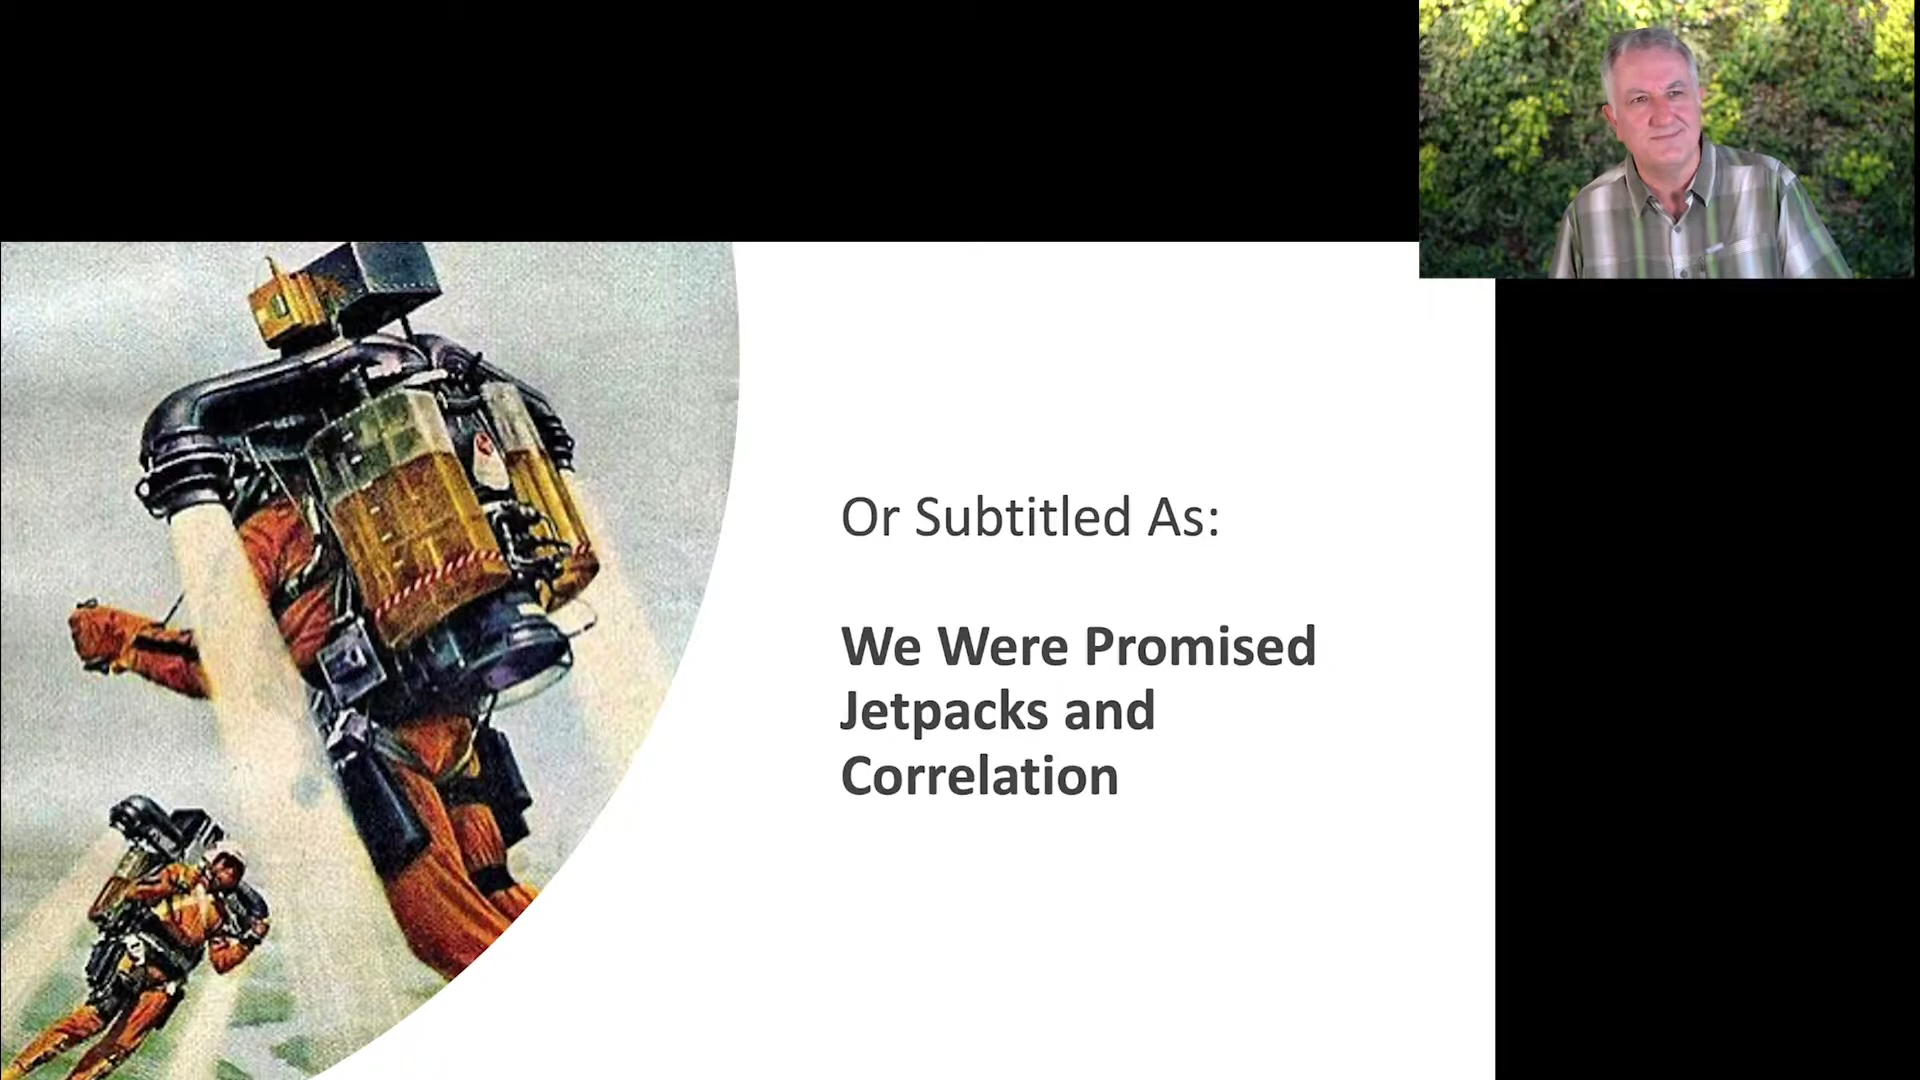 Or Subtitled As:
We Were Promised
Jetpacks and
Correlation